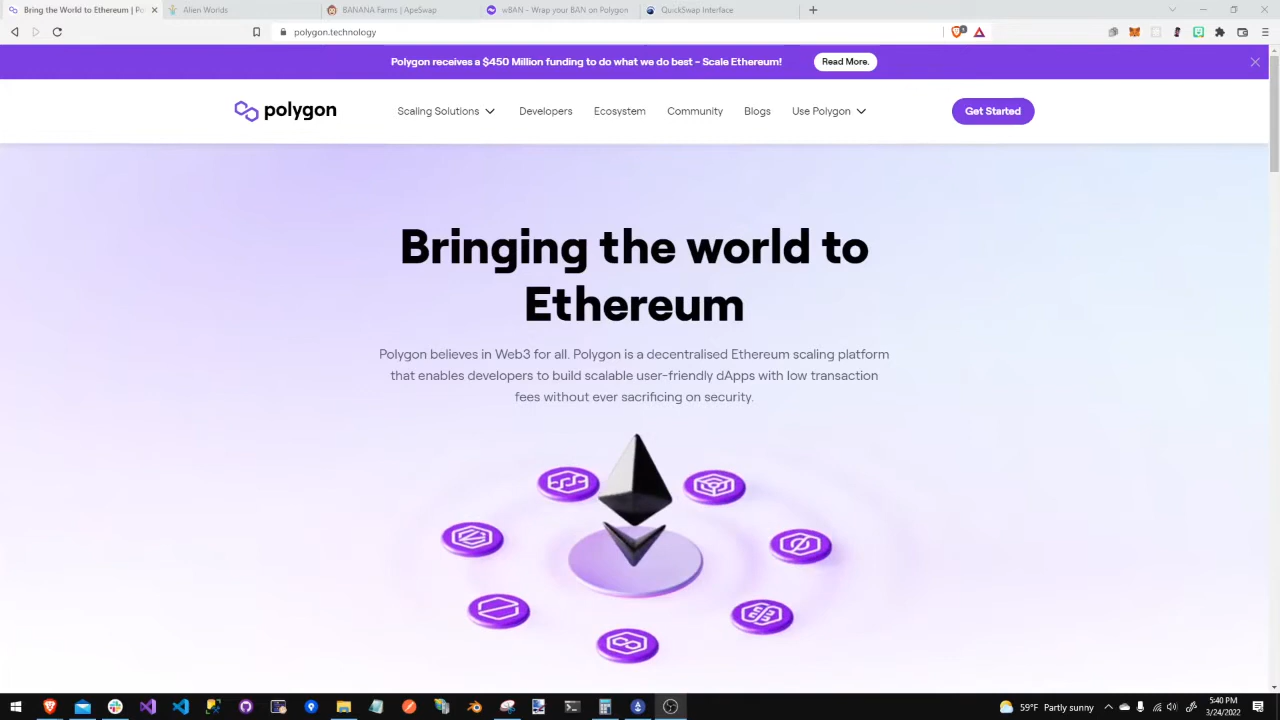 Bring the World to Ethereum | Po
Alien Worlds
BANANA Farms | ApeSwap
wBAN - Wrap your BAN on Polygon
QuickSwap Interface
polygon.technology
Polygon receives a $450 Million funding to do what we do best - Scale Ethereum!
Read More.
polygon
Scaling Solutions
Developers
Ecosystem
Community
Blogs
Use Polygon
Get Started
Bringing the world to
Ethereum
Polygon believes in Web3 for all. Polygon is a decentralised Ethereum scaling platform
that enables developers to build scalable user-friendly dApps with low transaction
fees without ever sacrificing on security.
59°F Partly sunny
5:40 PM
3/24/2022